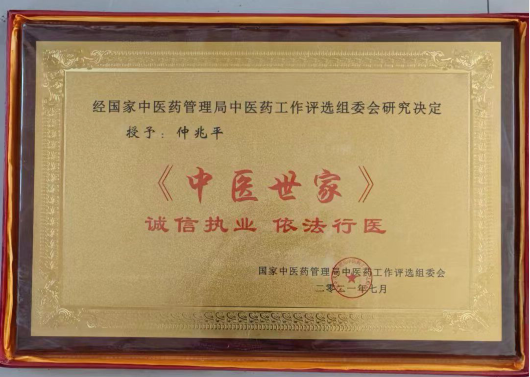 经国家中医药管理局中医药工作评选组委会研究决定
授予：仲兆平
《中医世家》
诚信执业 依法行医
国家中医药管理局中医药工作评选组委会
二零二一年七月